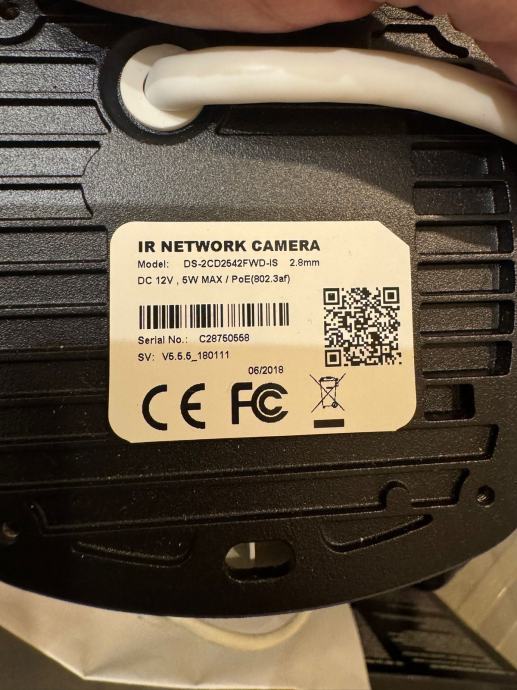 IR NETWORK CAMERA
Model: DS-2CD2542FWD-IS 2.8mm
DC 12V , 5W MAX / PoE(802.3af)
Serial No.: C28750558
SV: V5.5.5_180111
06/2018
CE FC